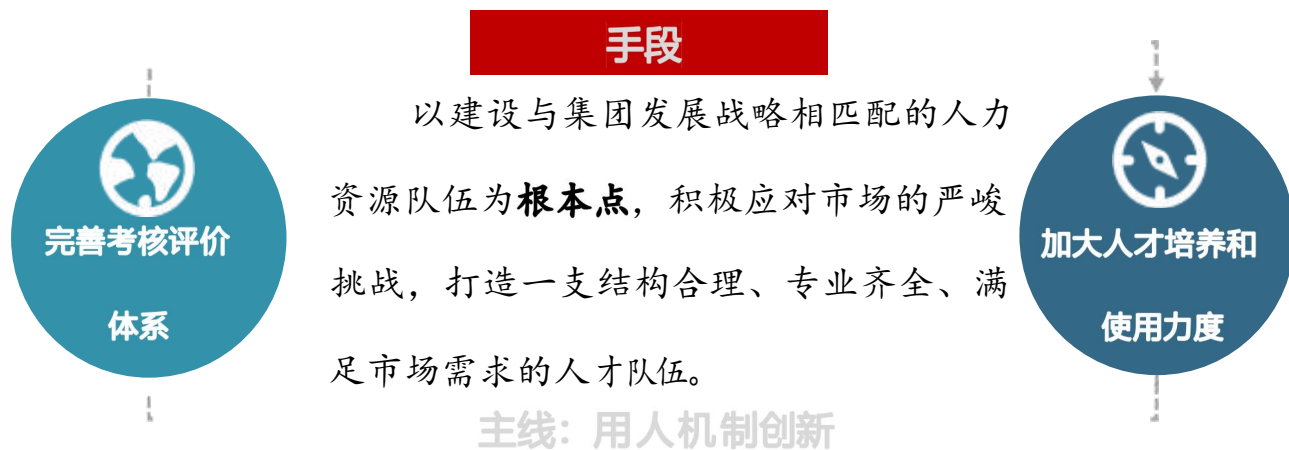 手段
完善考核评价
体系
以建设与集团发展战略相匹配的人力
资源队伍为根本点，积极应对市场的严峻
挑战，打造一支结构合理、专业齐全、满
足市场需求的人才队伍。
加大人才培养和
使用力度
主线：用人机制创新